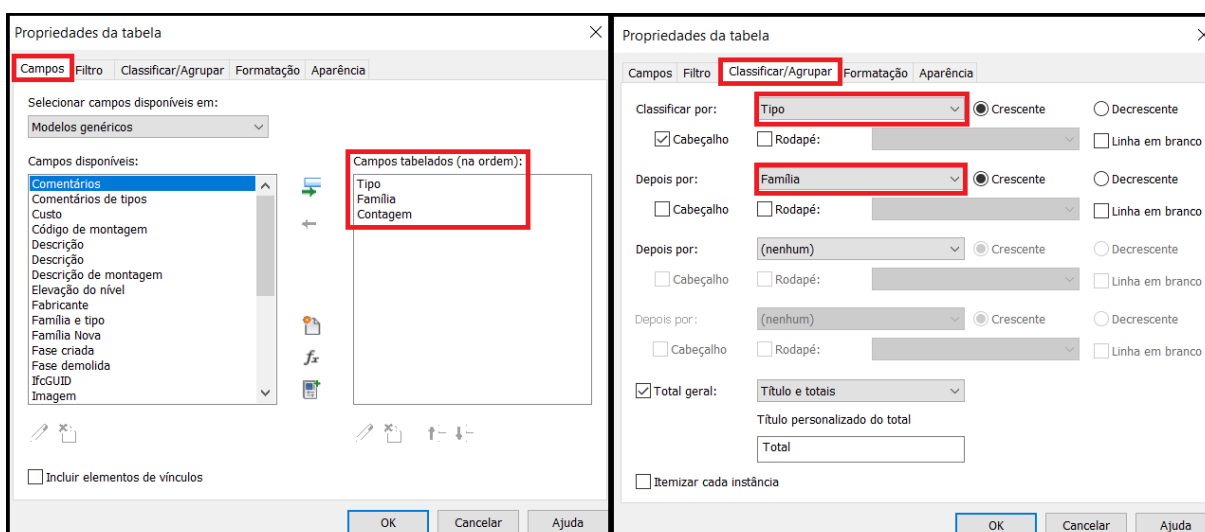 Propriedades da tabela
Campos Filtro Classificar/Agrupar Formatação Aparência
Selecionar campos disponíveis em:
Modelos genéricos
Campos disponíveis:
Comentários
Comentários de tipos
Custo
Código de montagem
Descrição
Descrição
Descrição de montagem
Elevação do nível
Fabricante
Família e tipo
Família Nova
Fase criada
Fase demolida
IfcGUID
Imagem
fx
Campos tabelados (na ordem):
Tipo
Família
Contagem
Incluir elementos de vínculos
OK Cancelar Ajuda
Propriedades da tabela
Campos Filtro Classificar/Agrupar Formatação Aparência
Classificar por: Tipo Crescente Decrescente
Cabeçalho Rodapé: Linha em branco
Depois por: Família Crescente Decrescente
Cabeçalho Rodapé: Linha em branco
Depois por: (nenhum) Crescente Decrescente
Cabeçalho Rodapé: Linha em branco
Depois por: (nenhum) Crescente Decrescente
Cabeçalho Rodapé: Linha em branco
Total geral: Título e totais
Título personalizado do total
Total
Itemizar cada instância
OK Cancelar Ajuda